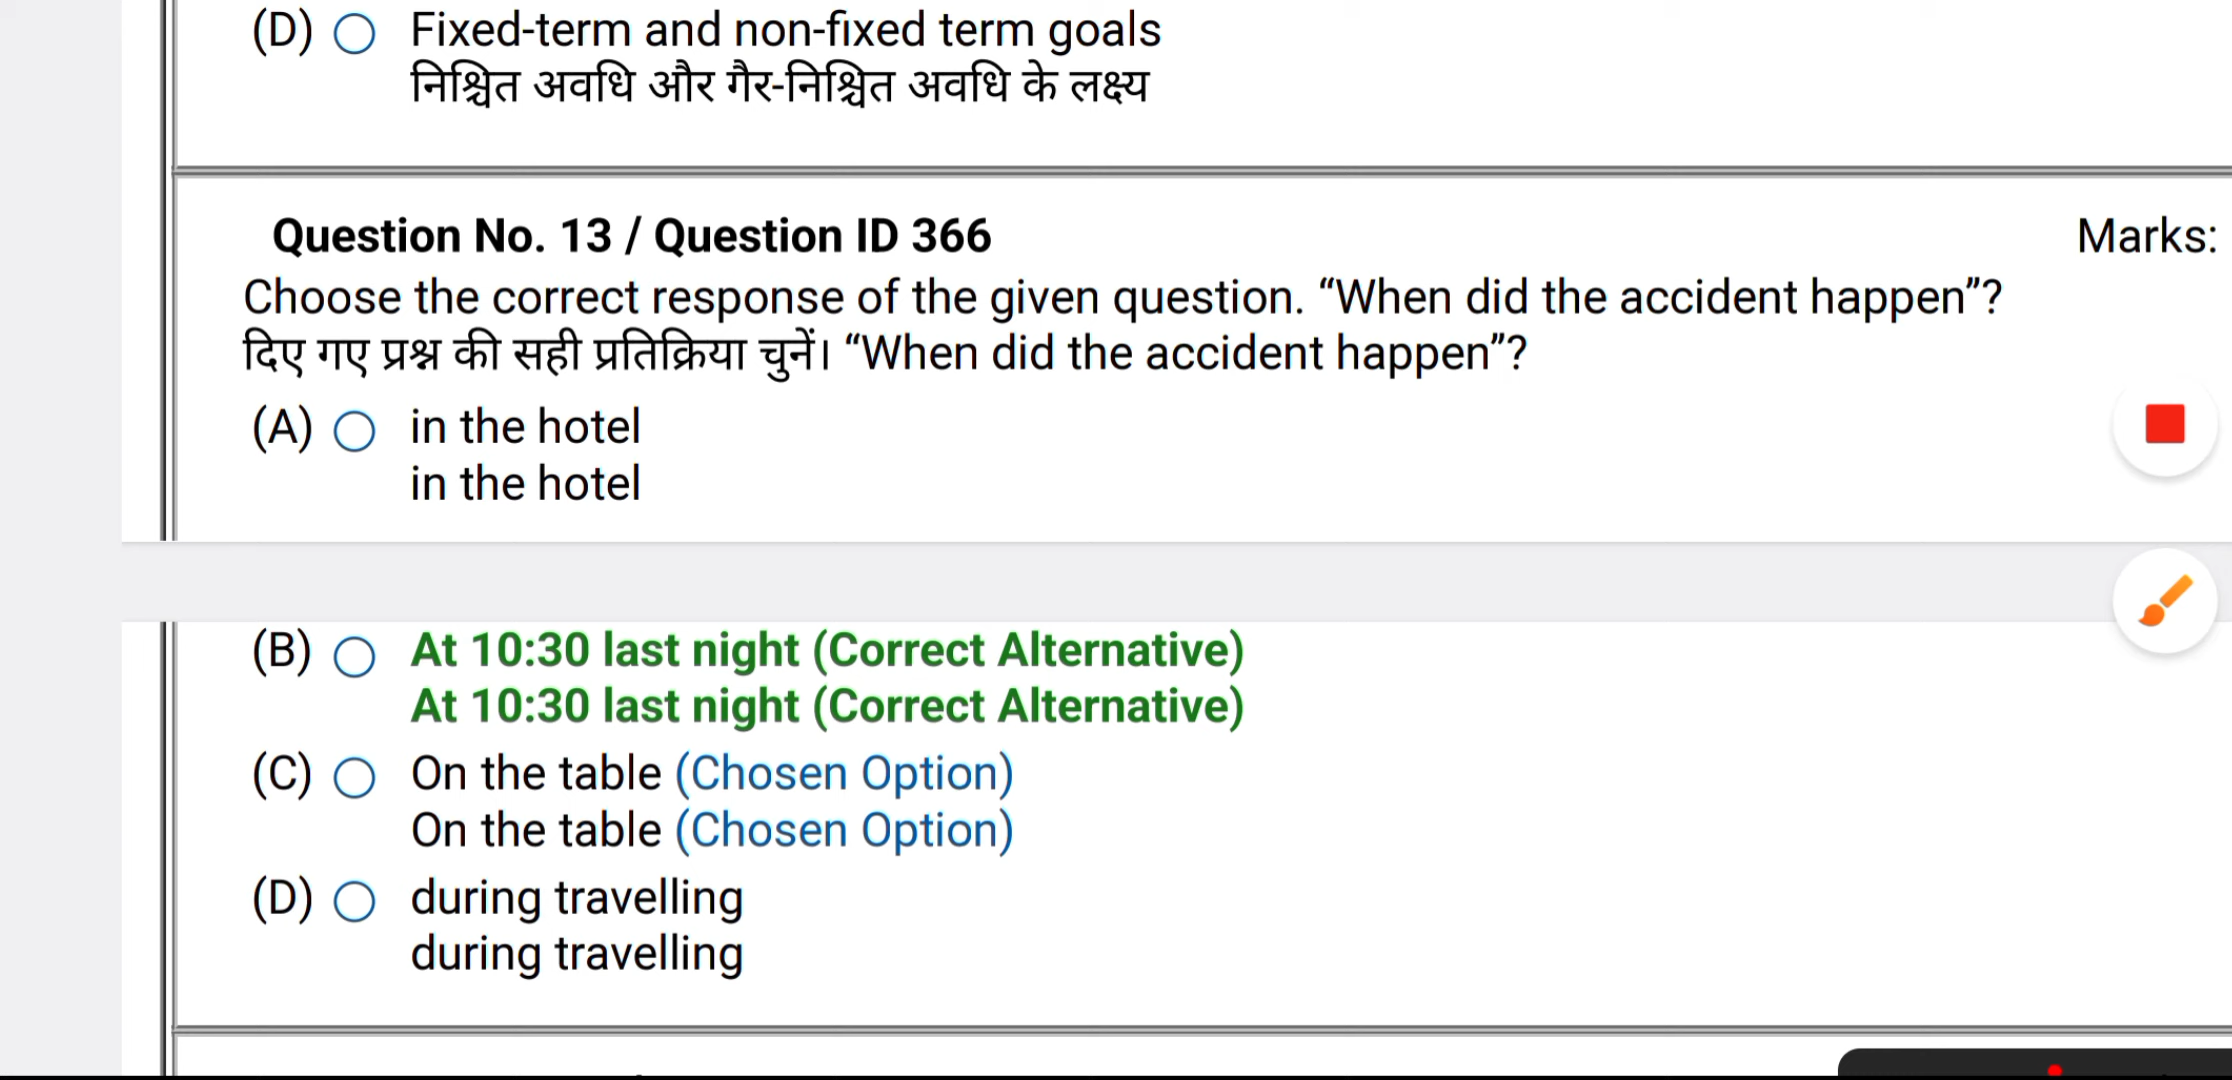 (D) Fixed-term and non-fixed term goals
निश्चित अवधि और गैर-निश्चित अवधि के लक्ष्य
Question No. 13 / Question ID 366 Marks:
Choose the correct response of the given question. “When did the accident happen”?
दिए गए प्रश्न की सही प्रतिक्रिया चुनें। “When did the accident happen”?
(A) in the hotel
in the hotel
(B) At 10:30 last night (Correct Alternative)
At 10:30 last night (Correct Alternative)
(C) On the table (Chosen Option)
On the table (Chosen Option)
(D) during travelling
during travelling